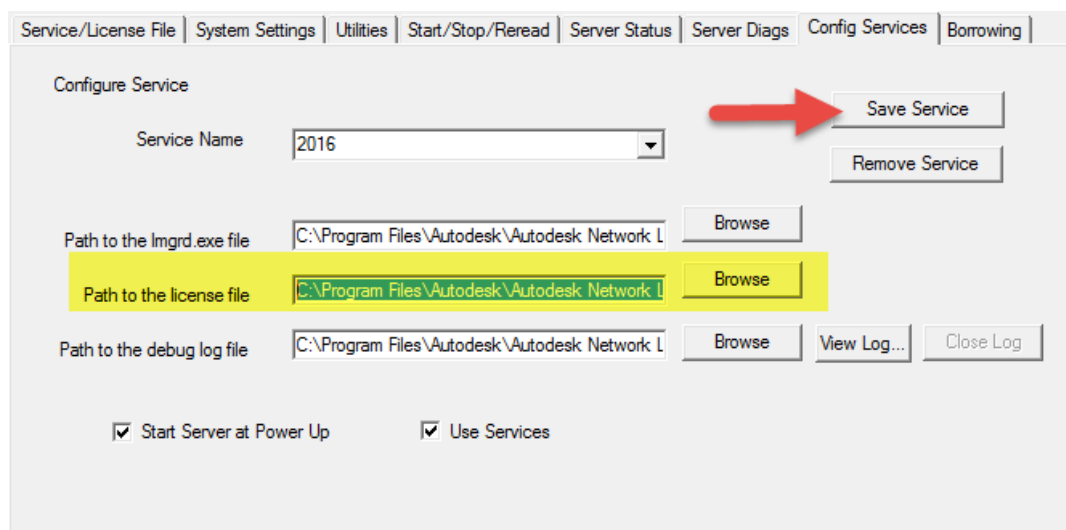 Service/License File System Settings Utilities Start/Stop/Reread Server Status Server Diags Config Services Borrowing
Configure Service
Save Service
Service Name 2016
Remove Service
Path to the lmgrd.exe file C:\Program Files\Autodesk\Autodesk Network L Browse
Path to the license file C:\Program Files\Autodesk\Autodesk Network L Browse
Path to the debug log file C:\Program Files\Autodesk\Autodesk Network L Browse View Log... Close Log
Start Server at Power Up Use Services